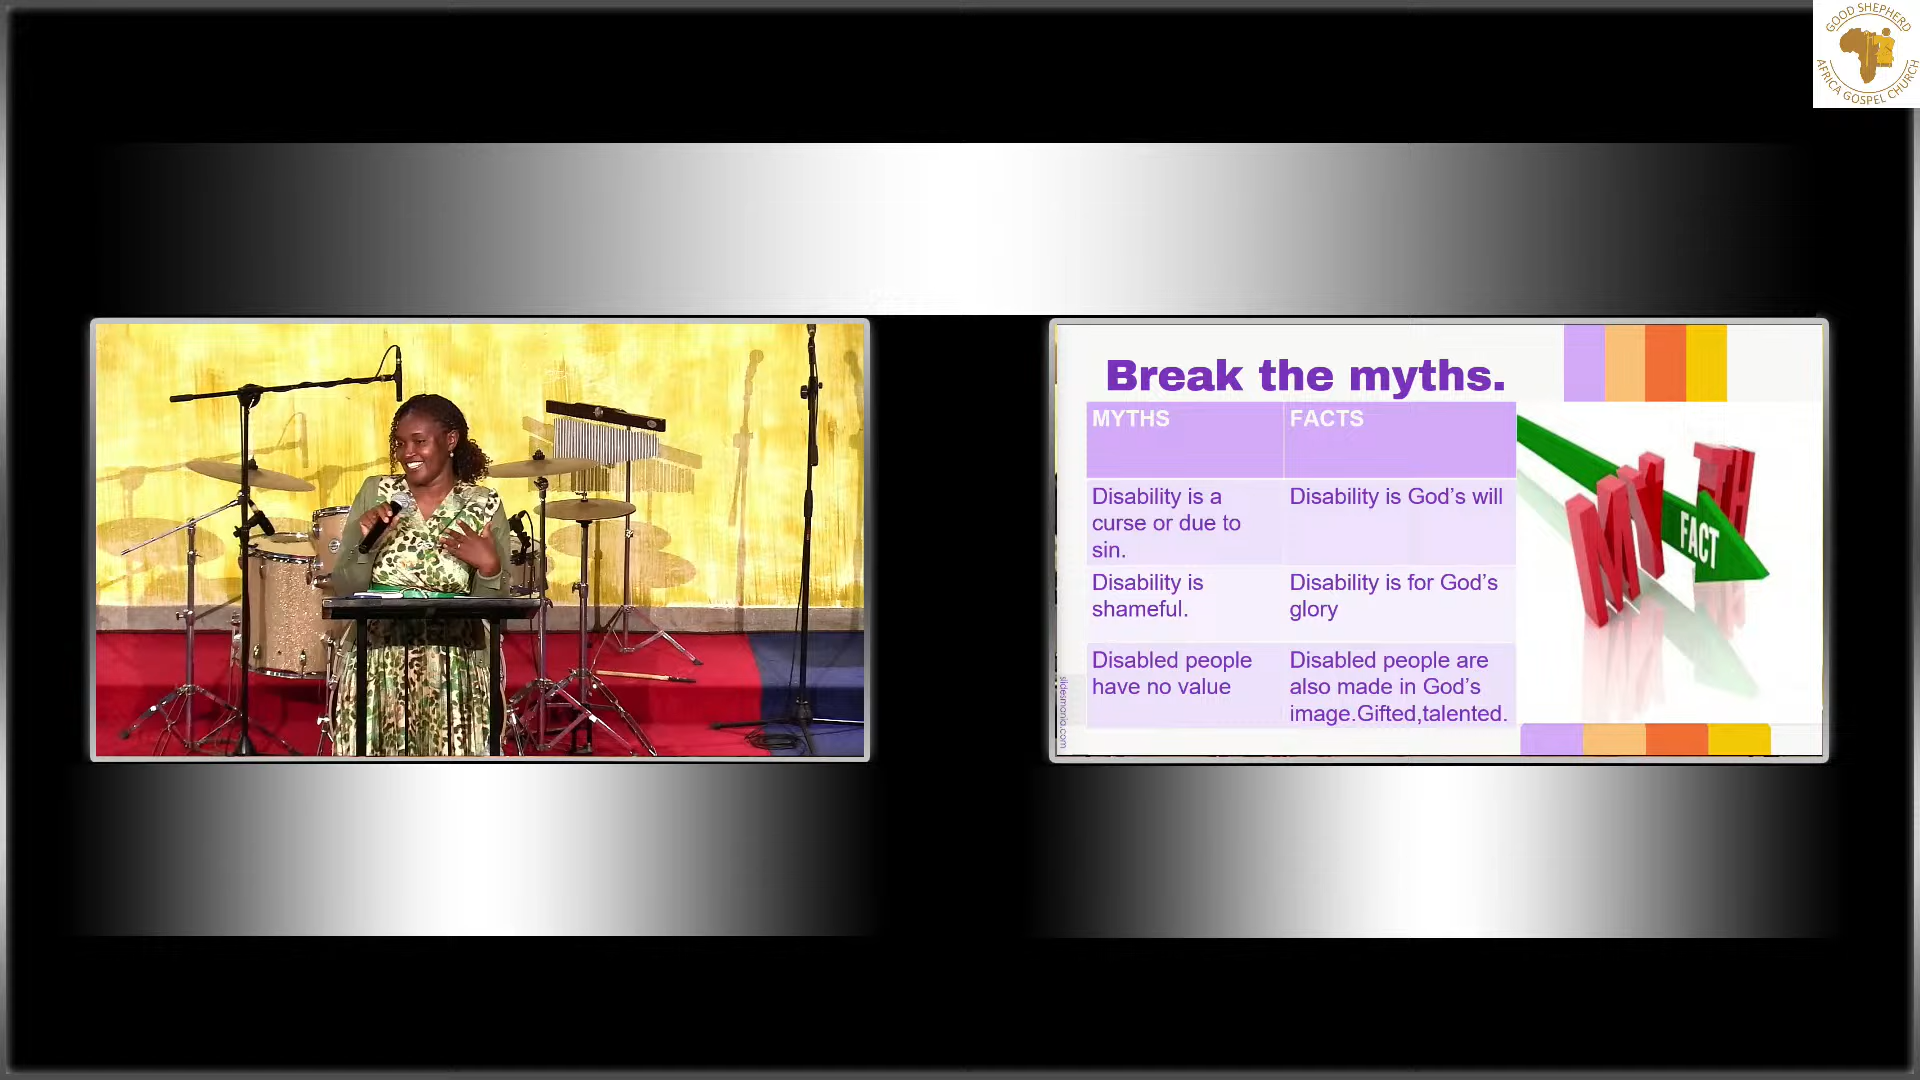 GOOD SHEPHERD
AFRICA GOSPEL CHURCH
Break the myths.
MYTHS
FACTS
Disability is a
curse or due to
sin.
Disability is God’s will
Disability is
shameful.
Disability is for God’s
glory
Disabled people
have no value
Disabled people are
also made in God’s
image.Gifted,talented.
MYTH
FACT
slidesmania.com